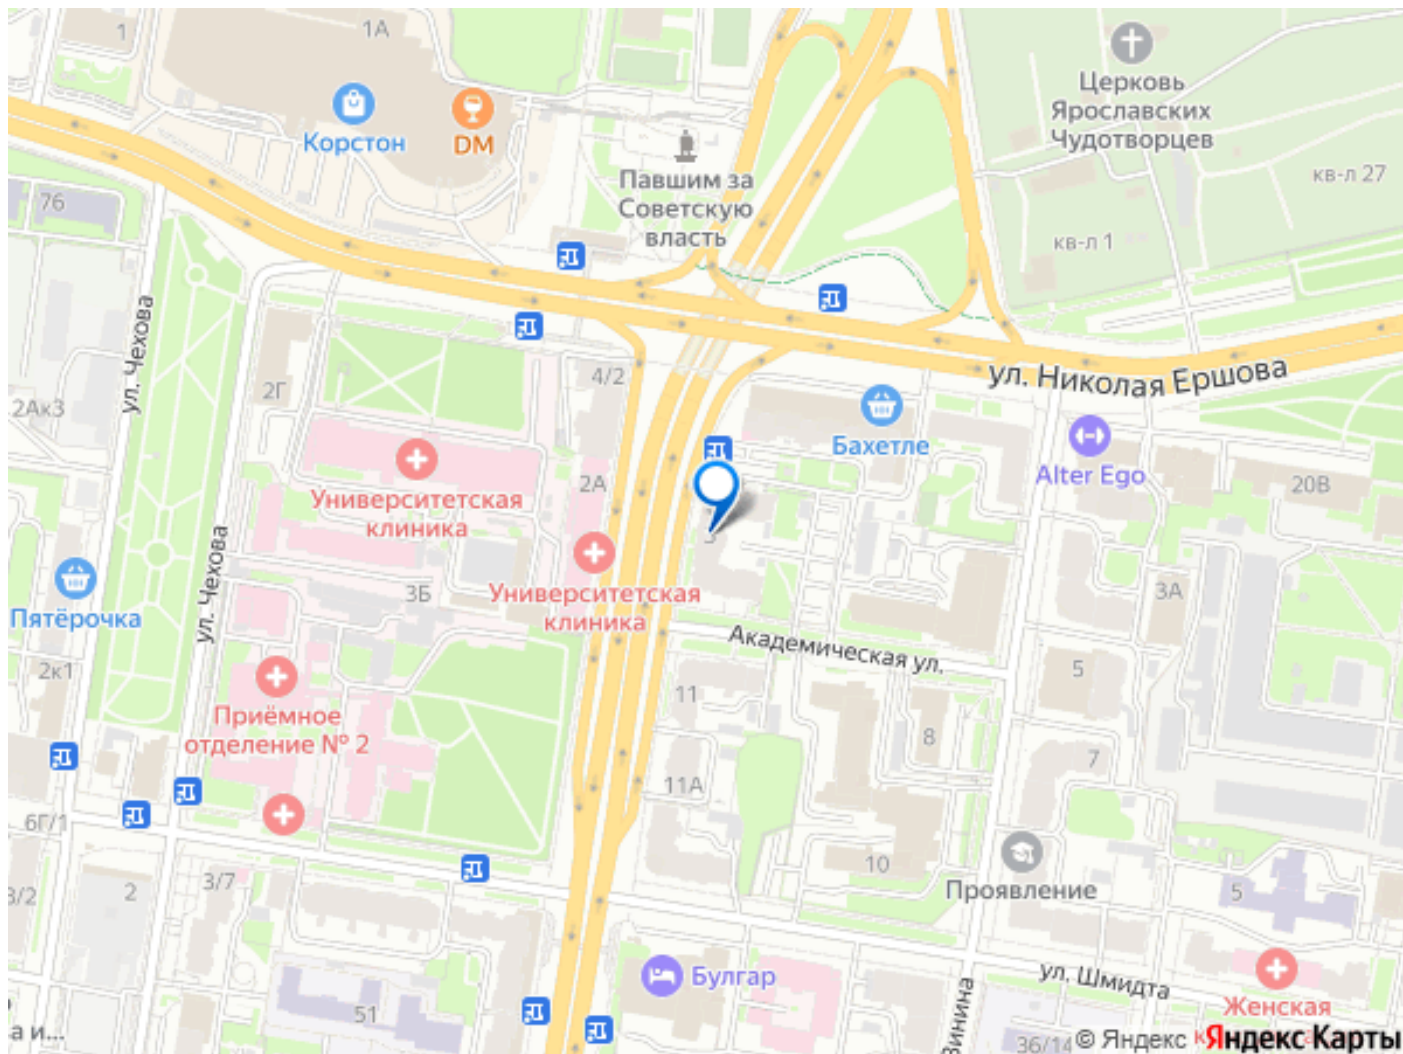 1
1А
Корстон
DM
Церковь
Ярославских
Чудотворцев
кв-л 27
Павшим за
Советскую
власть
76
кв-л 1
ул. Чехова
2Г
2Ак3
4/2
ул. Николая Ершова
Бахетле
Alter Ego
20В
2А
Университетская
клиника
3
Университетская
клиника
3Б
3А
Пятёрочка
ул. Чехова
Академическая ул.
2к1
5
11
Приёмное
отделение № 2
8
7
11А
6Г/1
10
Проявление
3/7
2
3/2
5
Булгар
ул. Шмидта
Женская
51
а и...
Винина
36/14
© Яндекс
Яндекс Карты